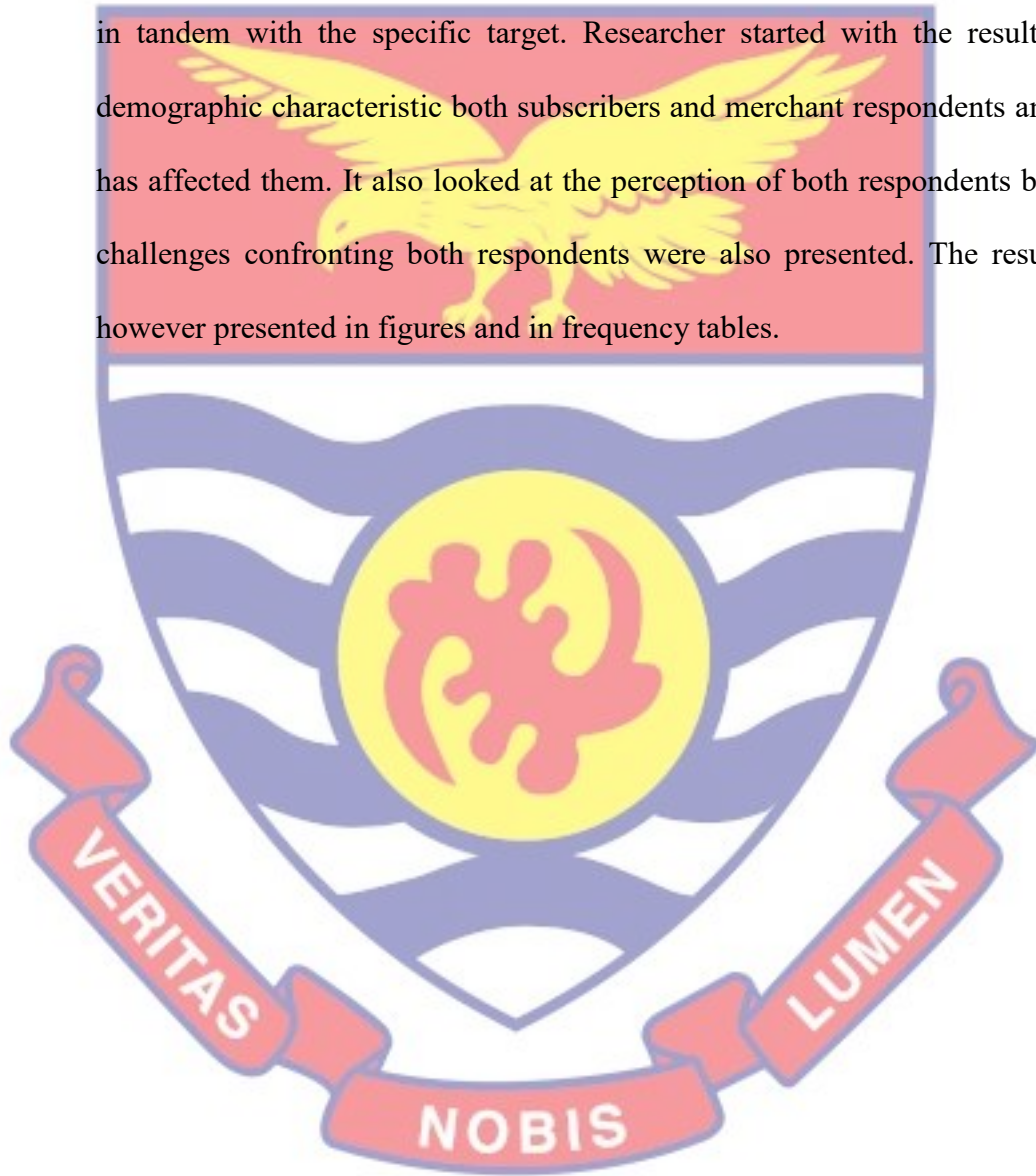 in tandem with the specific target. Researcher started with the result
demographic characteristic both subscribers and merchant respondents
has affected them. It also looked at the perception of both respondents
challenges confronting both respondents were also presented. The
however presented in figures and in frequency tables.
VERITAS
NOBIS
LUMEN